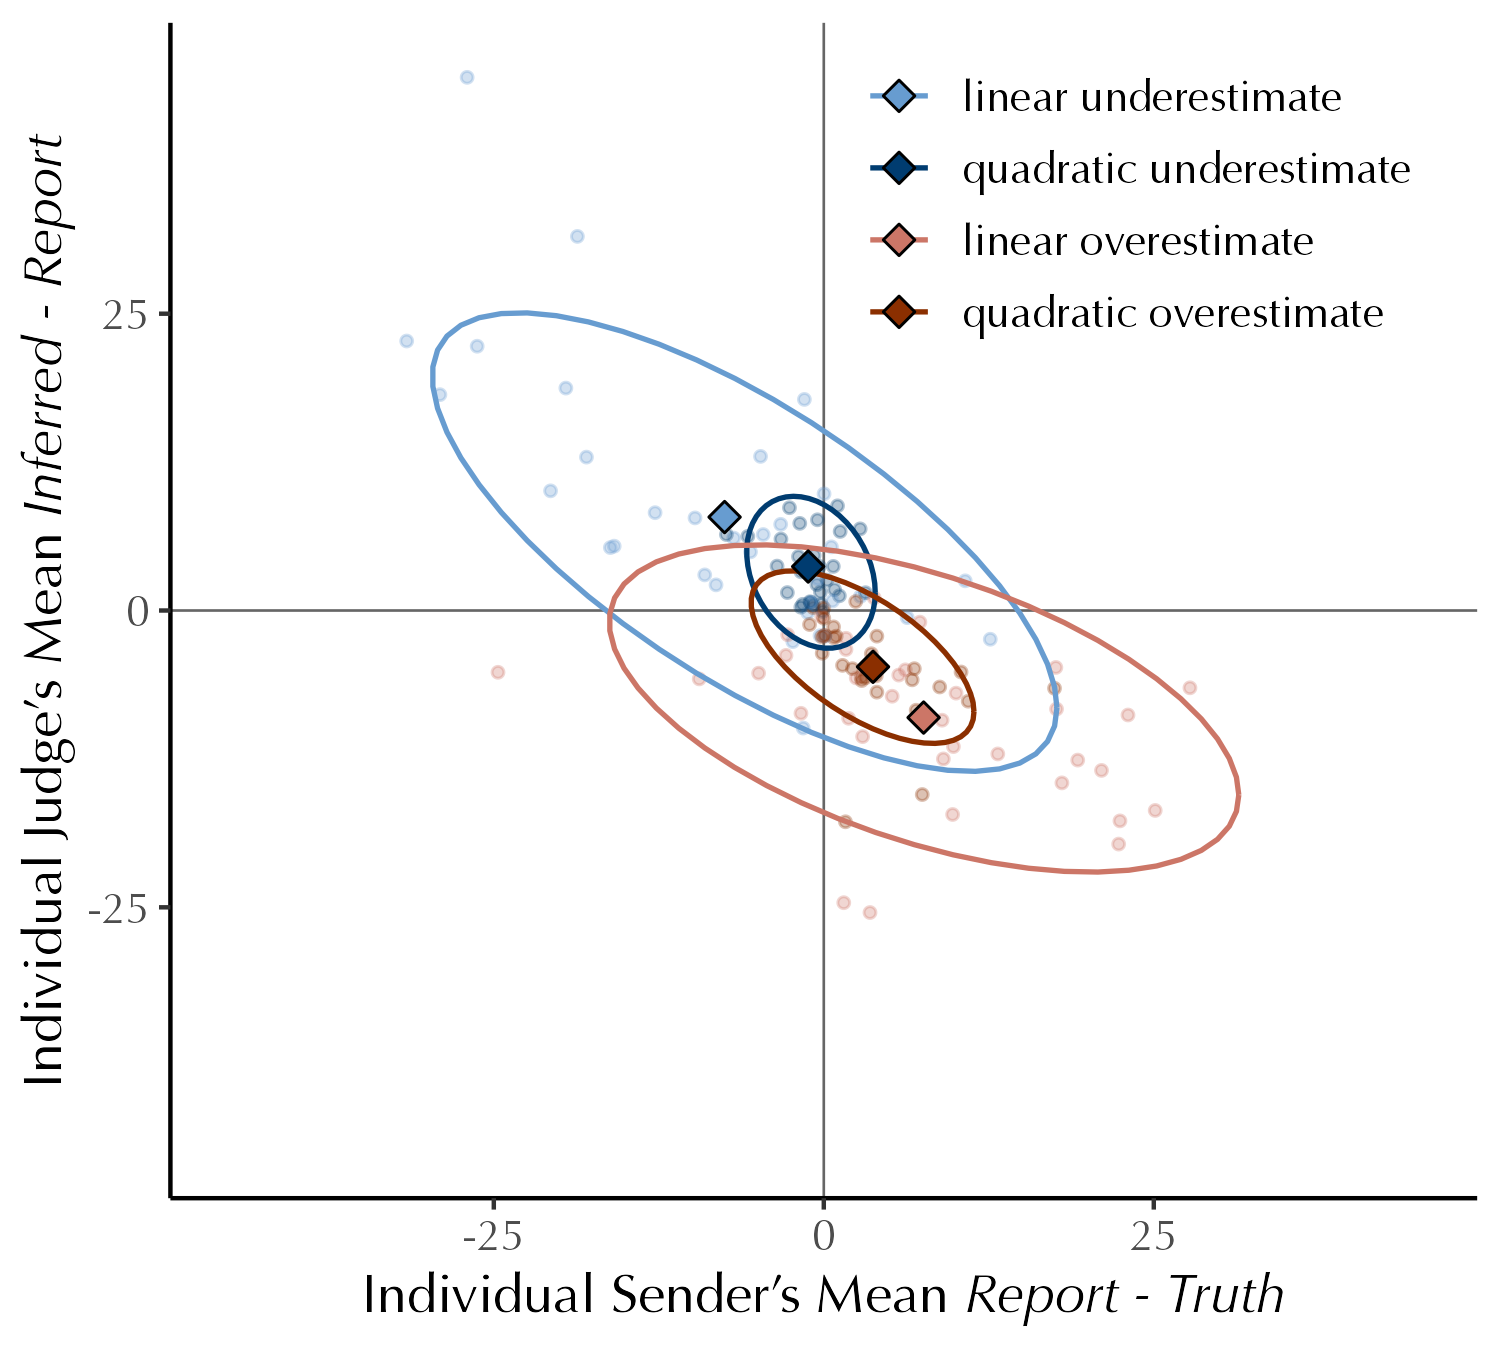 linear underestimate
quadratic underestimate
linear overestimate
quadratic overestimate
Individual Judge's Mean Inferred - Report
25
0
-25
-25
0
25
Individual Sender's Mean Report - Truth